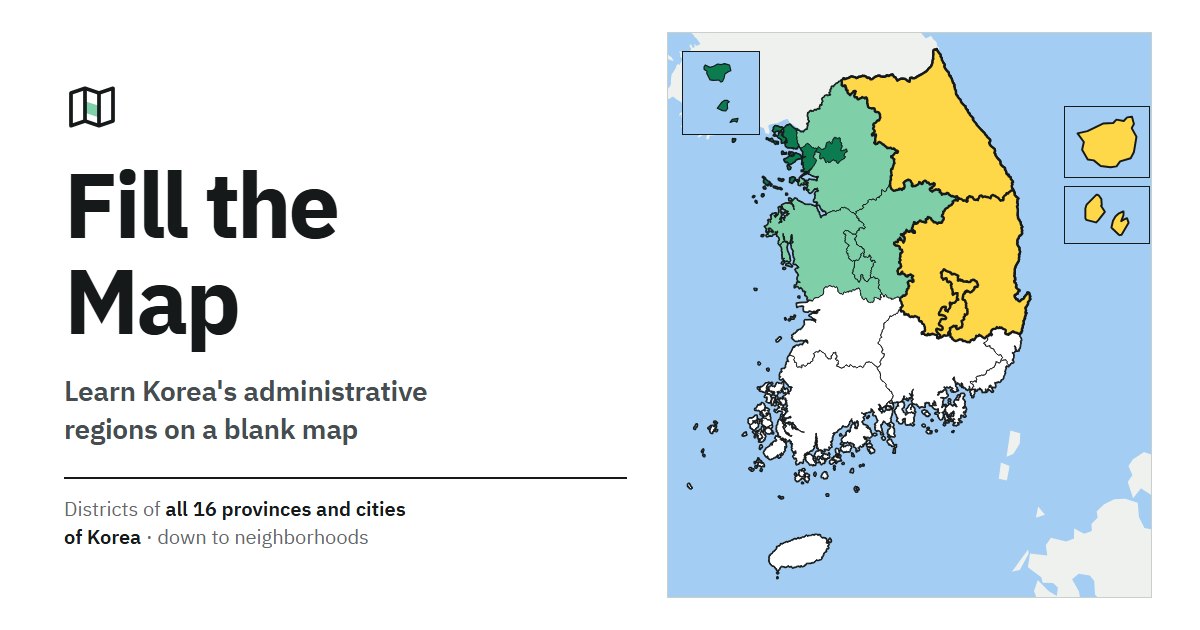 Fill the
Map
Learn Korea's administrative
regions on a blank map
Districts of all 16 provinces and cities
of Korea · down to neighborhoods